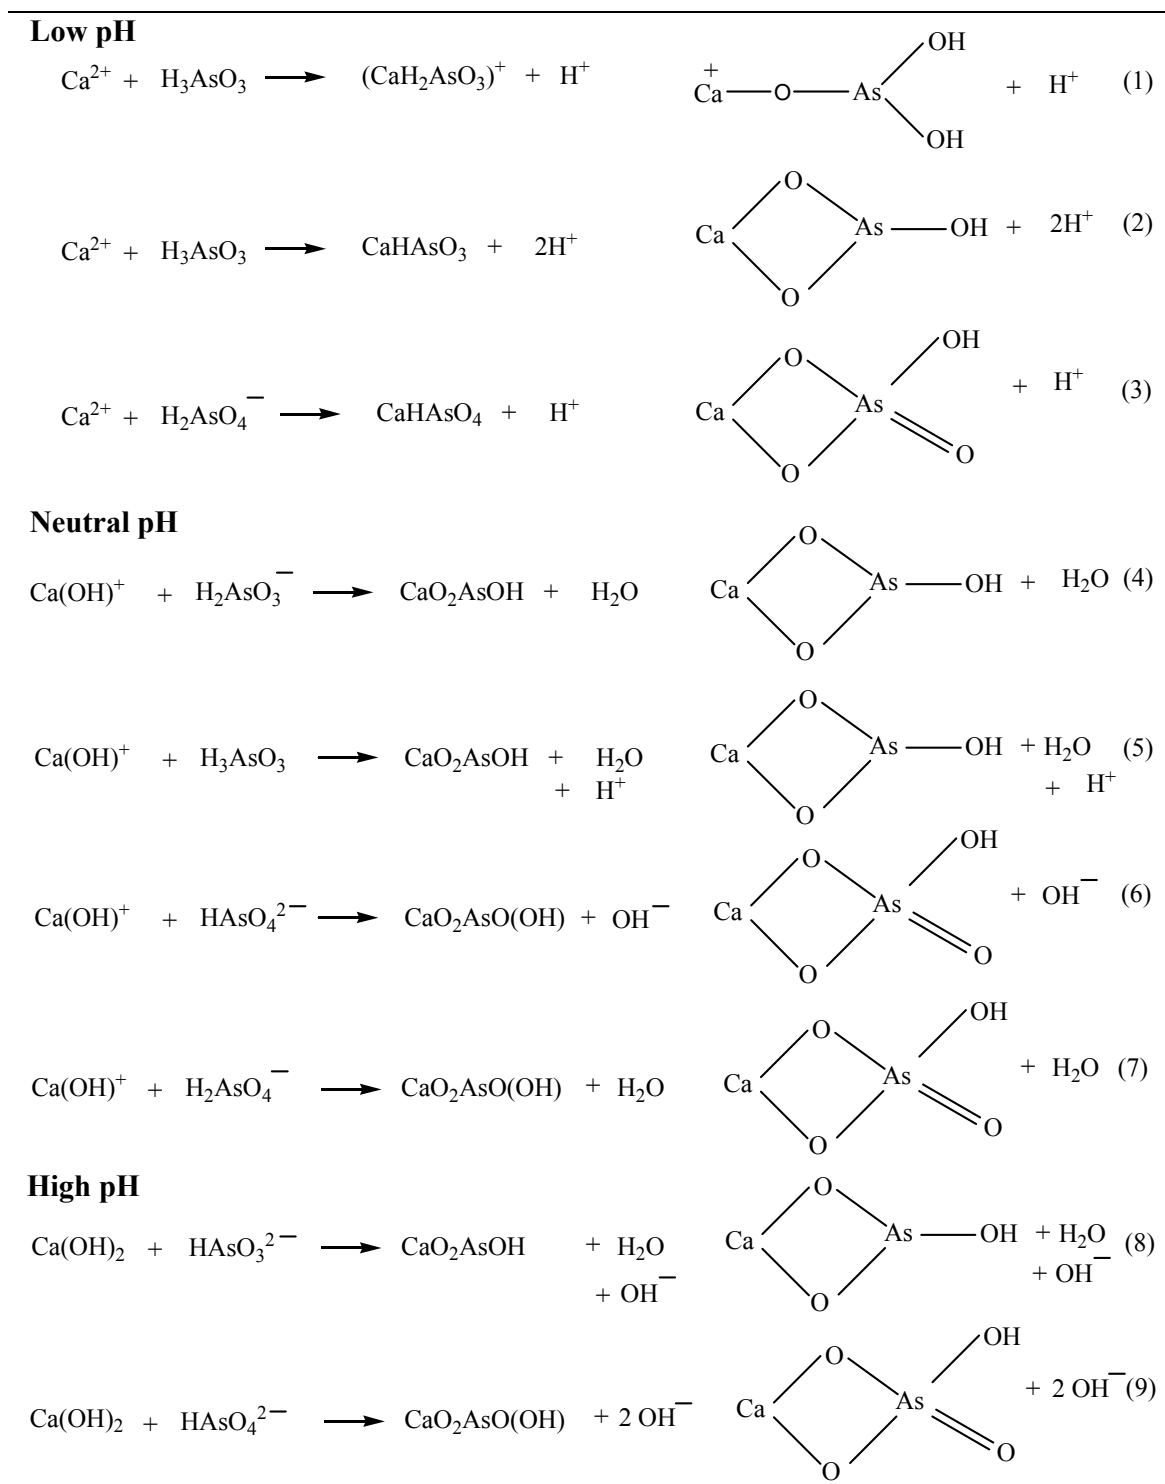 Low pH
Ca²⁺ + H₃AsO₃ ⟶ (CaH₂AsO₃)⁺ + H⁺ Ca⁺ O As OH OH + H⁺ (1)
Ca²⁺ + H₃AsO₃ ⟶ CaHAsO₃ + 2H⁺ Ca O O As OH + 2H⁺ (2)
Ca²⁺ + H₂AsO₄⁻ ⟶ CaHAsO₄ + H⁺ Ca O O As OH O + H⁺ (3)
Neutral pH
Ca(OH)⁺ + H₂AsO₃⁻ ⟶ CaO₂AsOH + H₂O Ca O O As OH + H₂O (4)
Ca(OH)⁺ + H₃AsO₃ ⟶ CaO₂AsOH + H₂O Ca O O As OH + H₂O (5)
+ H⁺ + H⁺
Ca(OH)⁺ + HAsO₄²⁻ ⟶ CaO₂AsO(OH) + OH⁻ Ca O O As OH O + OH⁻ (6)
Ca(OH)⁺ + H₂AsO₄⁻ ⟶ CaO₂AsO(OH) + H₂O Ca O O As OH O + H₂O (7)
High pH
Ca(OH)₂ + HAsO₃²⁻ ⟶ CaO₂AsOH + H₂O Ca O O As OH + H₂O (8)
+ OH⁻ + OH⁻
Ca(OH)₂ + HAsO₄²⁻ ⟶ CaO₂AsO(OH) + 2 OH⁻ Ca O O As OH O + 2 OH⁻ (9)